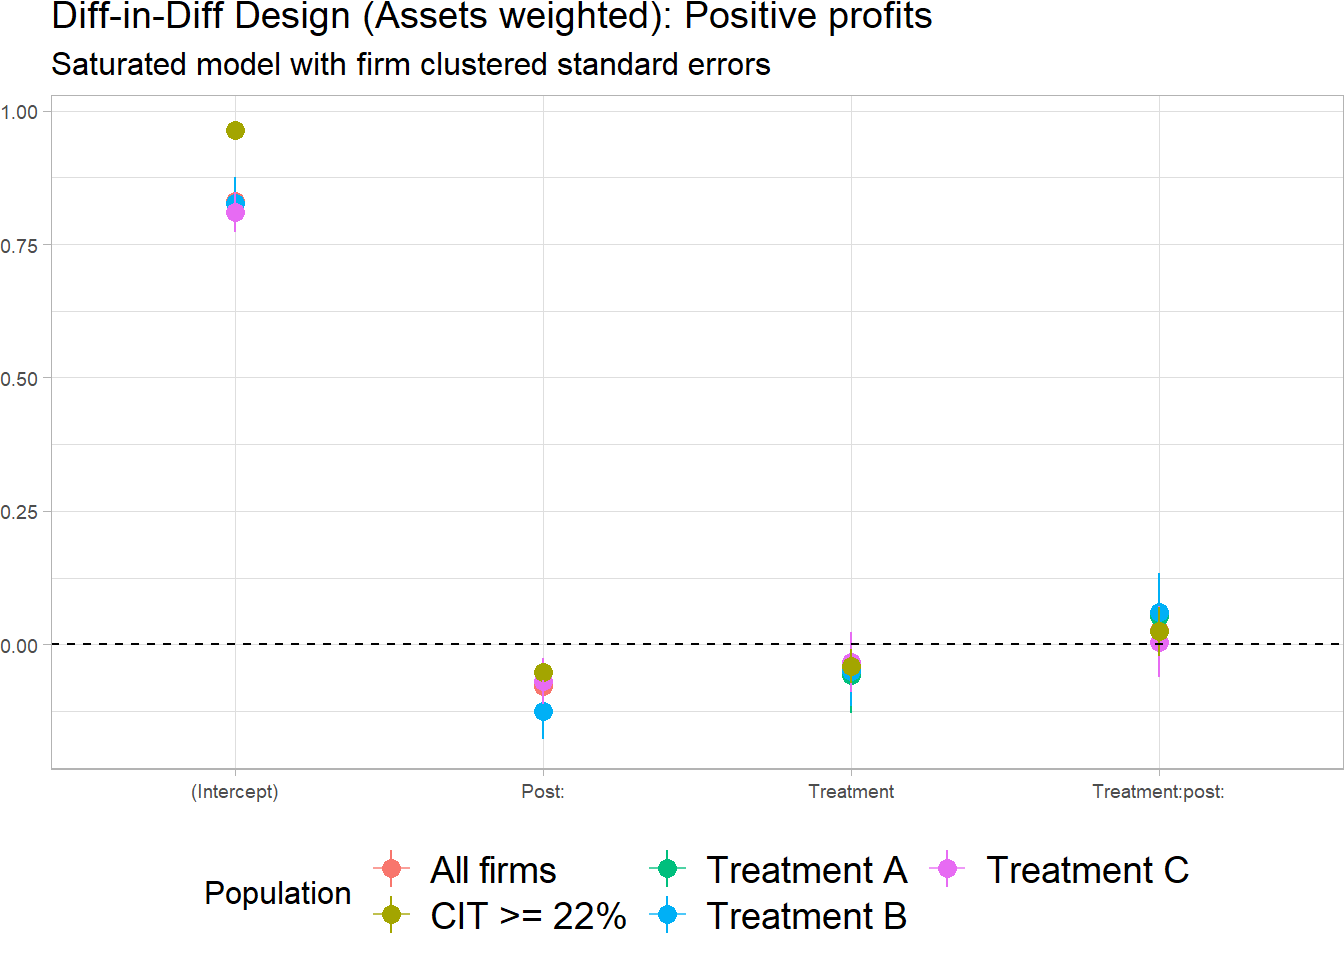 Diff-in-Diff Design (Assets weighted): Positive profits
Saturated model with firm clustered standard errors
1.00
0.75
0.50
0.25
0.00
(Intercept) Post: Treatment Treatment:post:
Population
All firms Treatment A Treatment C
CIT >= 22% Treatment B